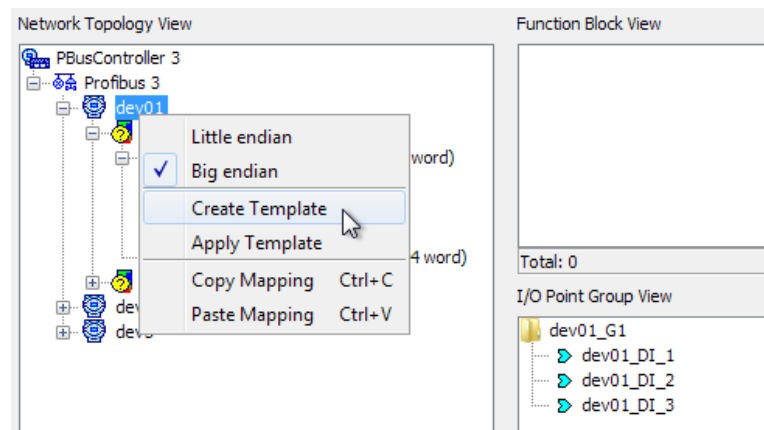 Network Topology View
PBusController 3
Profibus 3
dev01
word)
4 word)
Little endian
Big endian
Create Template
Apply Template
Copy Mapping Ctrl+C
Paste Mapping Ctrl+V
Function Block View
Total: 0
I/O Point Group View
dev01_G1
dev01_DI_1
dev01_DI_2
dev01_DI_3